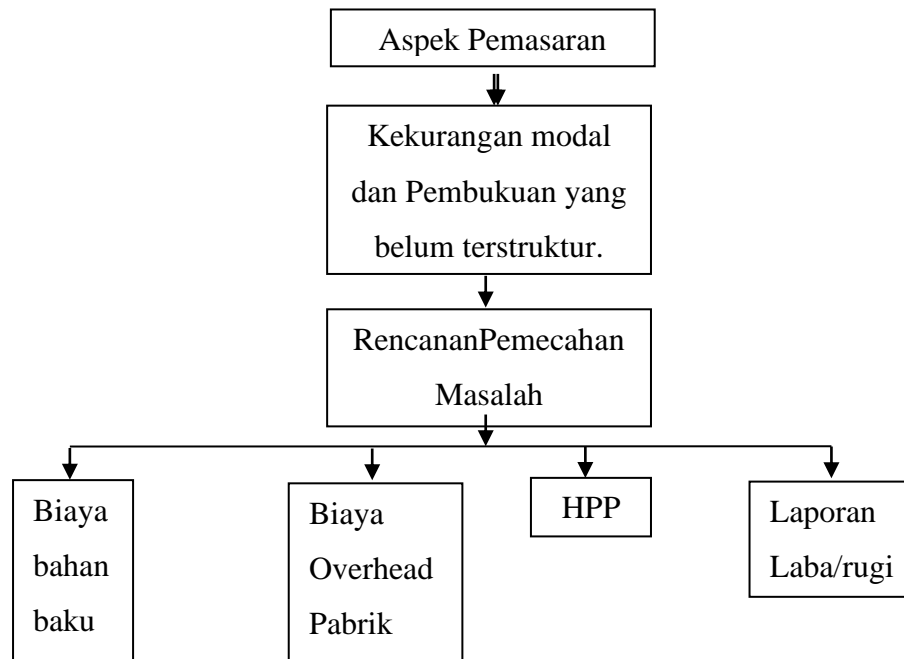 Aspek Pemasaran
Kekurangan modal
dan Pembukuan yang
belum terstruktur.
RencananPemecahan
Masalah
Biaya
bahan
baku
Biaya
Overhead
Pabrik
HPP
Laporan
Laba/rugi